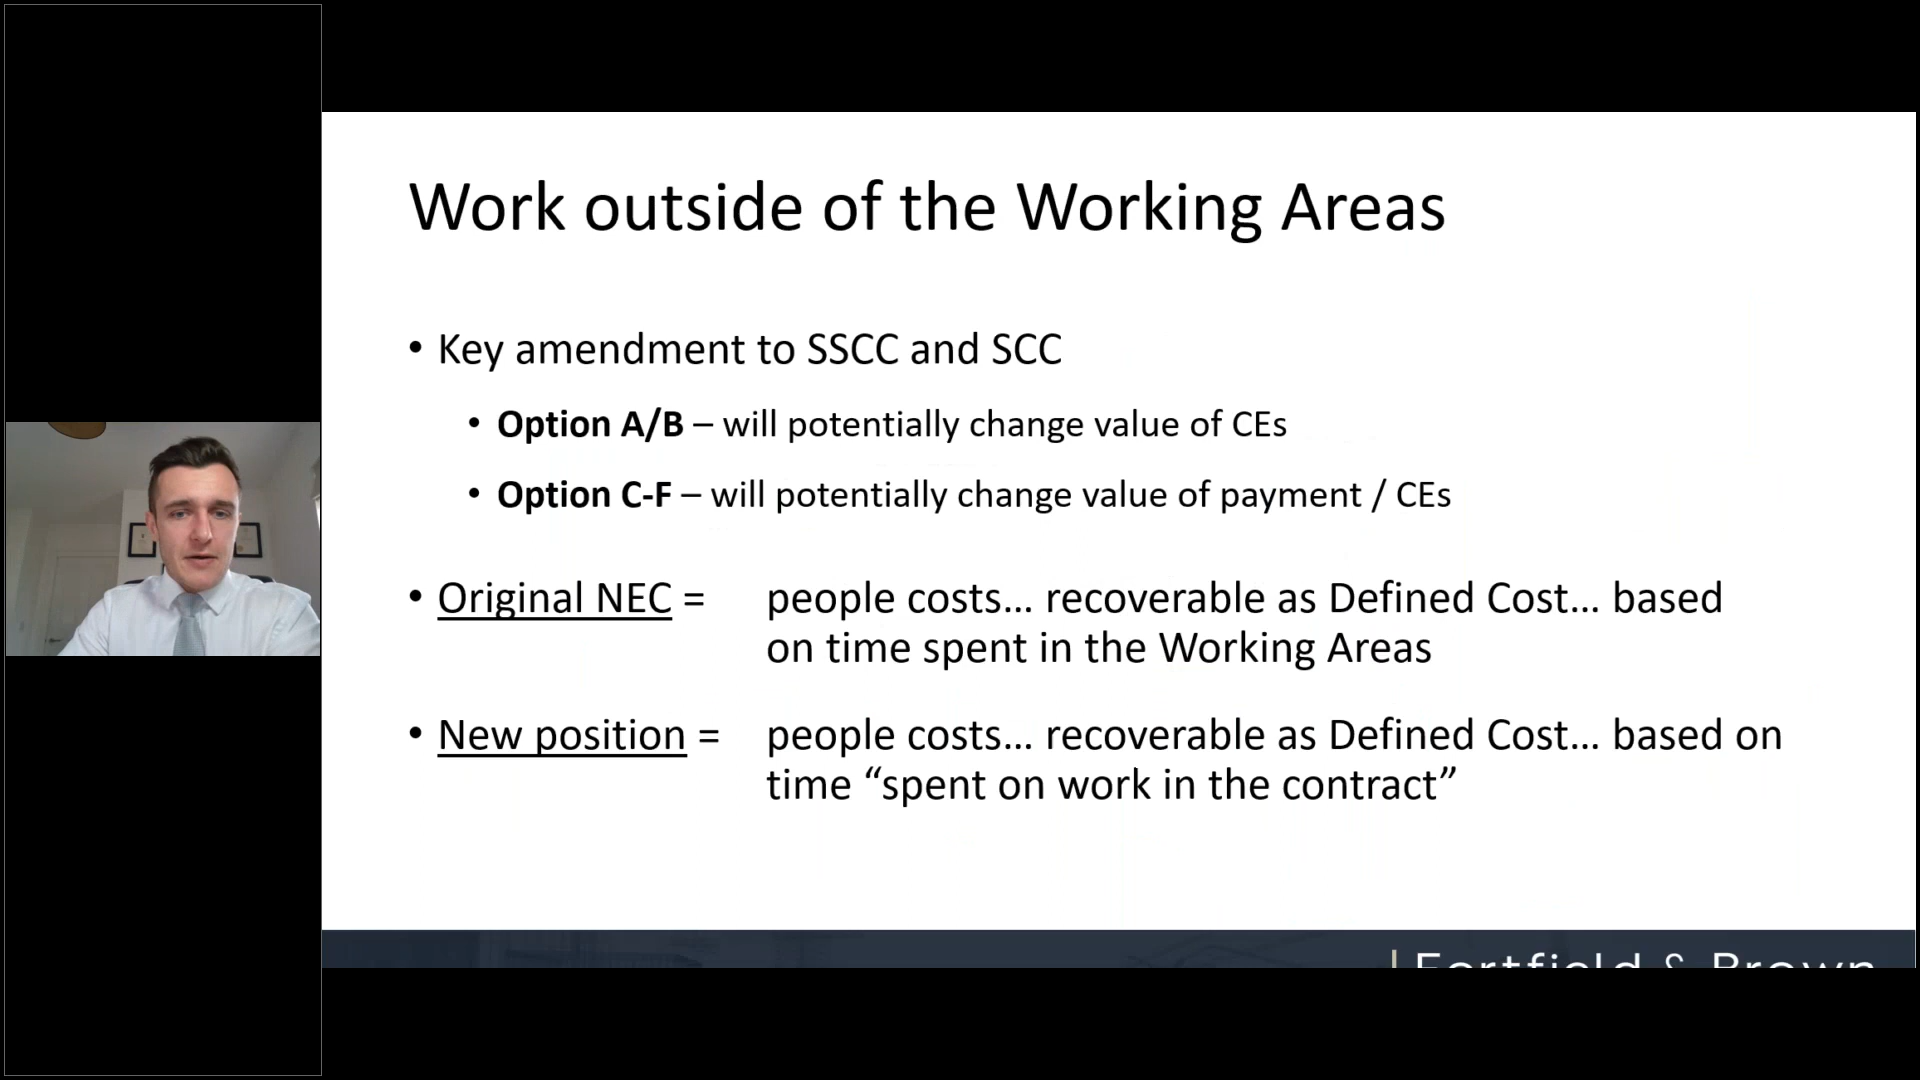 Work outside of the Working Areas
• Key amendment to SSCC and SCC
• Option A/B – will potentially change value of CEs
• Option C-F – will potentially change value of payment / CEs
• Original NEC = people costs... recoverable as Defined Cost... based
on time spent in the Working Areas
• New position = people costs... recoverable as Defined Cost... based on
time “spent on work in the contract”
Fortfield & Brown